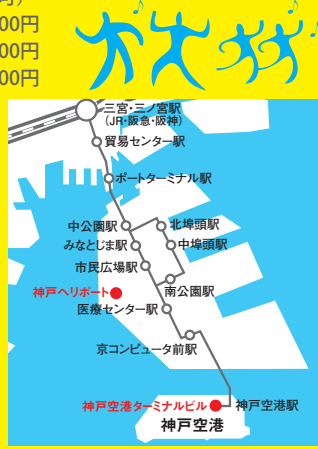 円）
00円
00円
00円
三宮・三ノ宮駅
（JR・阪急・阪神）
貿易センター駅
ポートターミナル駅
中公園駅
北埠頭駅
みなとじま駅
中埠頭駅
市民広場駅
南公園駅
神戸ヘリポート
医療センター駅
京コンピュータ前駅
神戸空港ターミナルビル
神戸空港駅
神戸空港